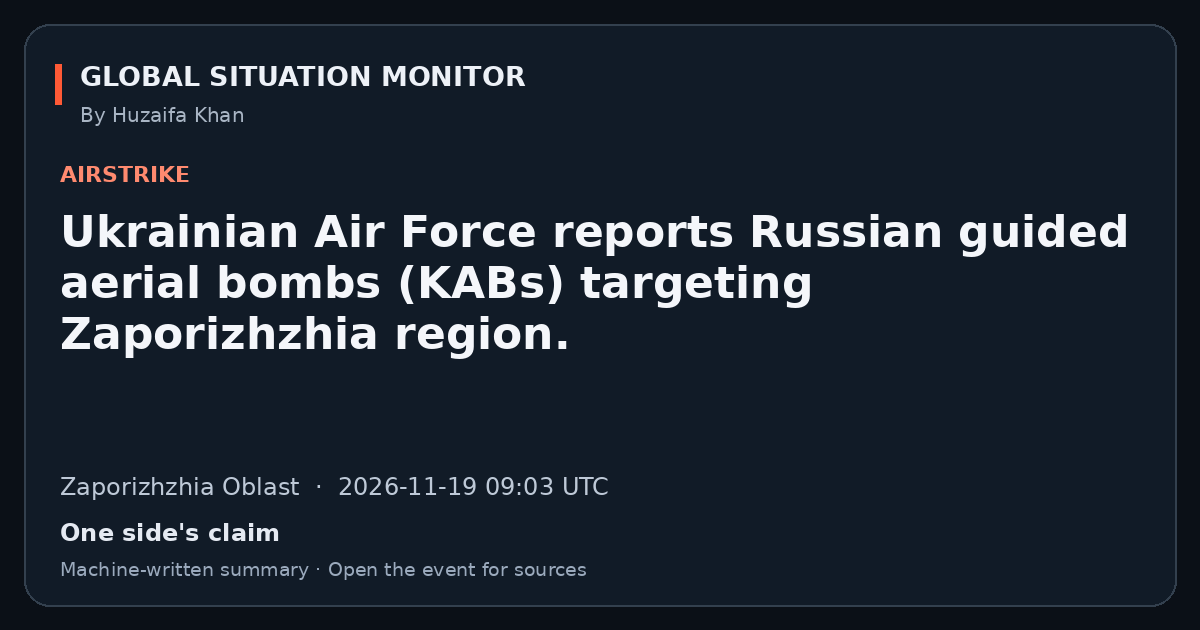 GLOBAL SITUATION MONITOR
By Huzaifa Khan
AIRSTRIKE
Ukrainian Air Force reports Russian guided
aerial bombs (KABs) targeting
Zaporizhzhia region.
Zaporizhzhia Oblast · 2026-11-19 09:03 UTC
One side's claim
Machine-written summary · Open the event for sources